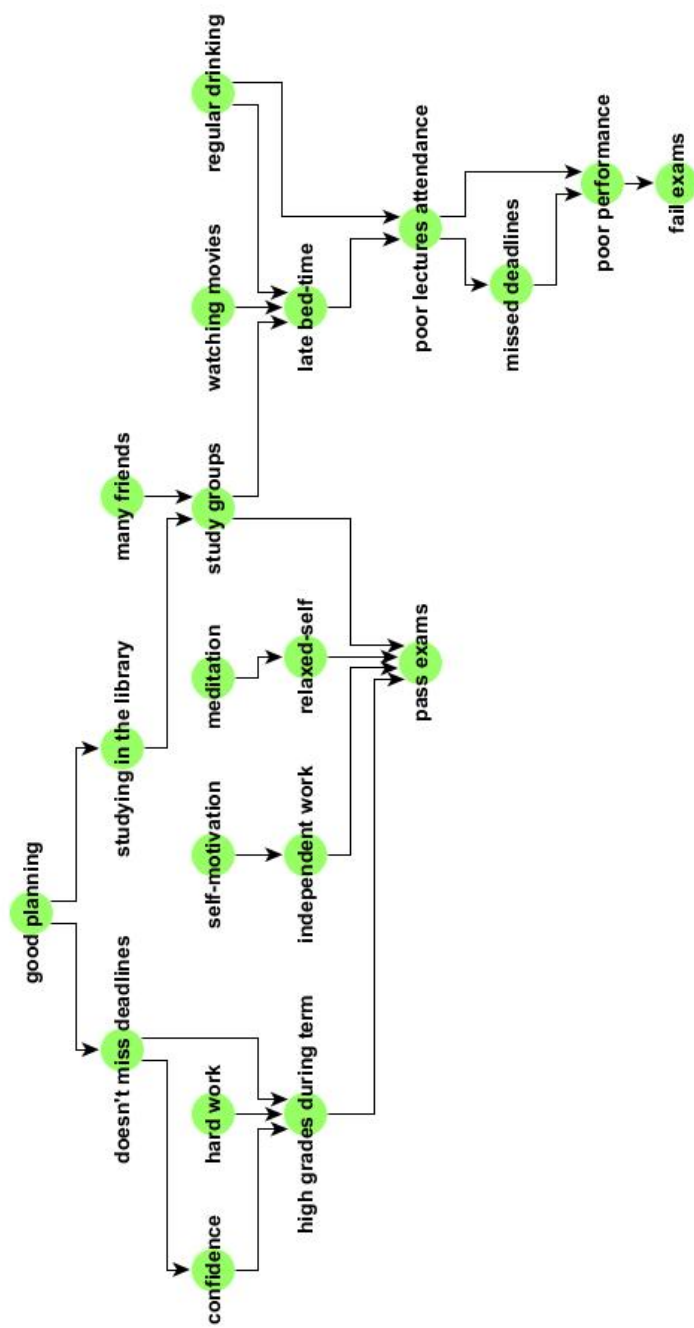 good planning
doesn't miss deadlines
studying in the library
many friends
confidence
hard work
self-motivation
meditation
study groups
watching movies
regular drinking
high grades during term
independent work
relaxed-self
late bed-time
pass exams
poor lectures attendance
missed deadlines
poor performance
fail exams